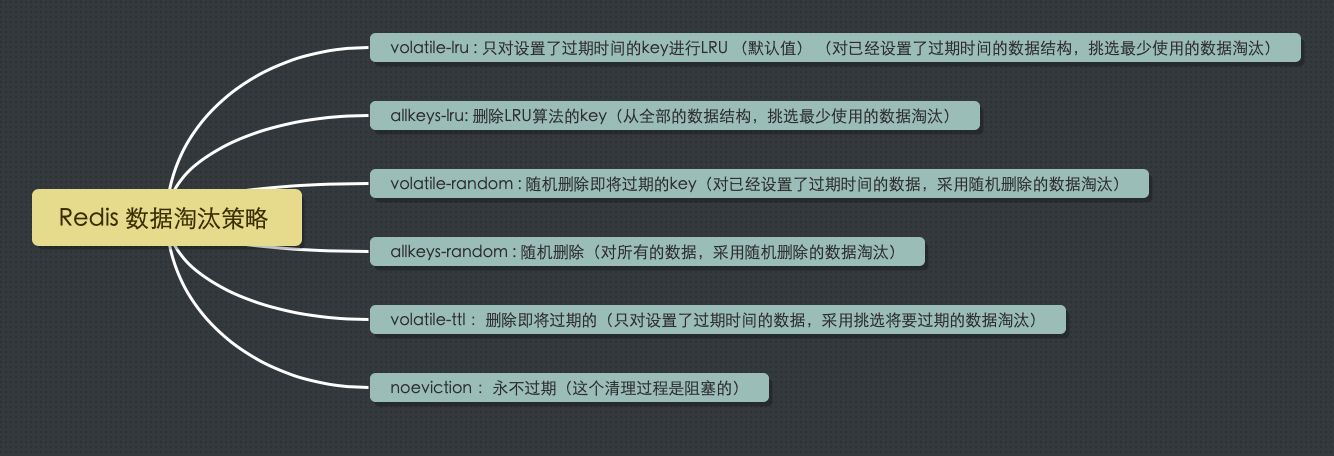 volatile-lru : 只对设置了过期时间的key进行LRU （默认值） （对已经设置了过期时间的数据结构，挑选最少使用的数据淘汰）
allkeys-lru: 删除LRU算法的key（从全部的数据结构，挑选最少使用的数据淘汰）
volatile-random : 随机删除即将过期的key（对已经设置了过期时间的数据，采用随机删除的数据淘汰）
Redis 数据淘汰策略
allkeys-random : 随机删除（对所有的数据，采用随机删除的数据淘汰）
volatile-ttl ： 删除即将过期的（只对设置了过期时间的数据，采用挑选将要过期的数据淘汰）
noeviction ： 永不过期（这个清理过程是阻塞的）